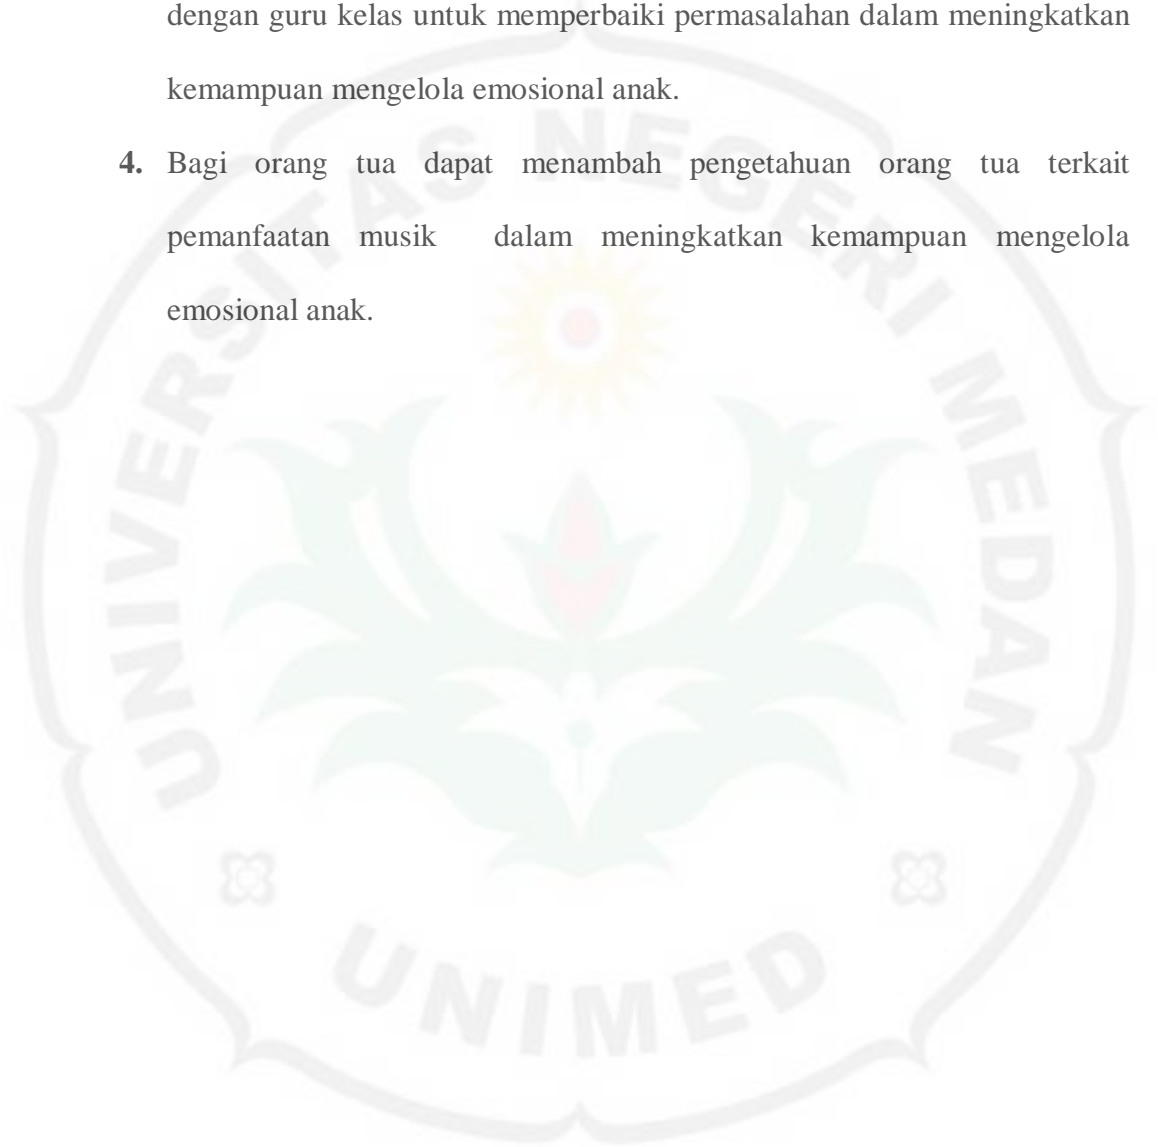 dengan guru kelas untuk memperbaiki permasalahan dalam meningkatkan
kemampuan mengelola emosional anak.
4. Bagi orang tua dapat menambah pengetahuan orang tua terkait
pemanfaatan musik dalam meningkatkan kemampuan mengelola
emosional anak.
UNIVERSITAS NEGERI MEDAN
UNIMED